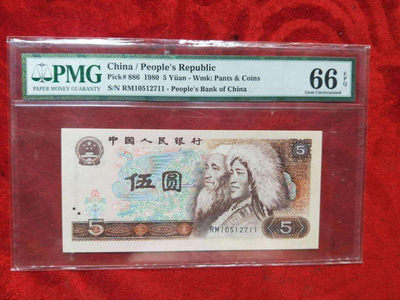 PMG
PAPER MONEY GUARANTY
China / People's Republic
Pick# 886 1980 5 Yüan - Wmk: Pants & Coins
S/N RM10512711 - People's Bank of China
66 EPQ
Gem Uncirculated
中国人民银行
5
伍圆
5
5
RM10512711